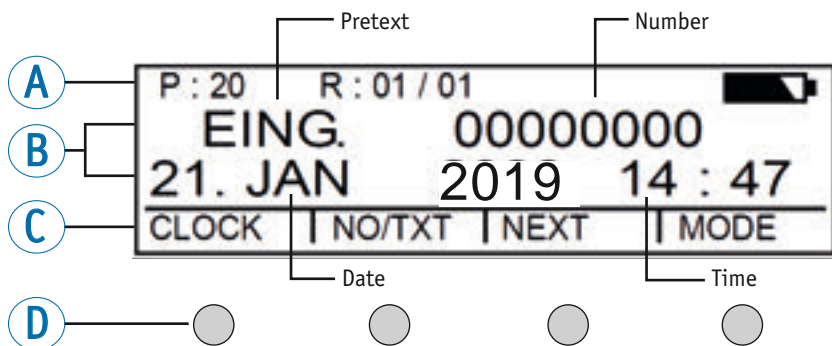 Pretext Number
A P : 20 R : 01 / 01
B EING. 00000000
21. JAN 2019 14 : 47
C CLOCK | NO/TXT | NEXT | MODE
Date Time
D